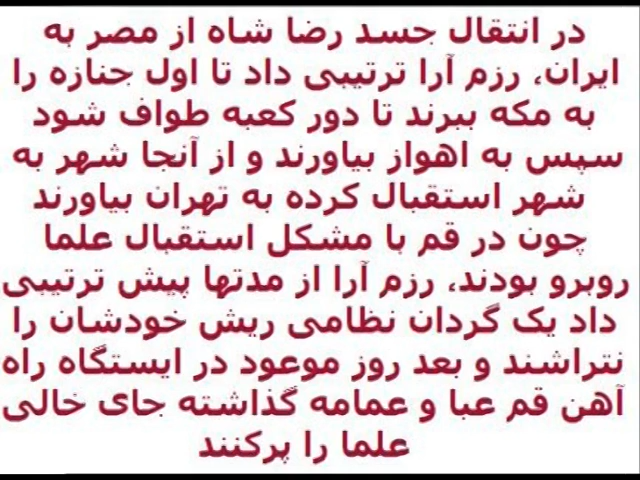 در انتقال جسد رضا شاه از مصر به
ایران، رزم آرا ترتیبی داد تا اول جنازه را
به مکه ببرند تا دور کعبه طواف شود
سپس به اهواز بیاورند و از آنجا شهر به
شهر استقبال کرده به تهران بیاورند
چون در قم با مشکل استقبال علما
روبرو بودند، رزم آرا از مدتها پیش ترتیبی
داد یک گردان نظامی ریش خودشان را
نتراشند و بعد روز موعود در ایستگاه راه
آهن قم عبا و عمامه گذاشته جای خالی
علما را پرکنند